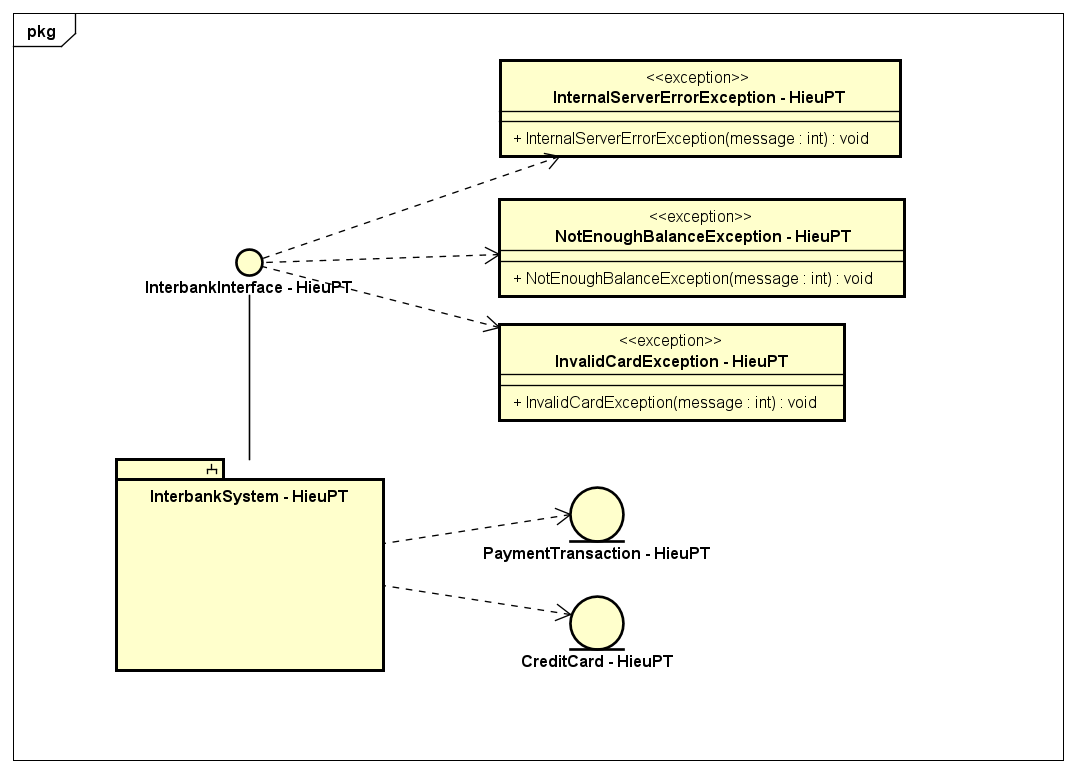 pkg
<<exception>>
InternalServerErrorException - HieuPT
+ InternalServerErrorException(message : int) : void
<<exception>>
NotEnoughBalanceException - HieuPT
+ NotEnoughBalanceException(message : int) : void
InterbankInterface - HieuPT
<<exception>>
InvalidCardException - HieuPT
+ InvalidCardException(message : int) : void
InterbankSystem - HieuPT
PaymentTransaction - HieuPT
CreditCard - HieuPT